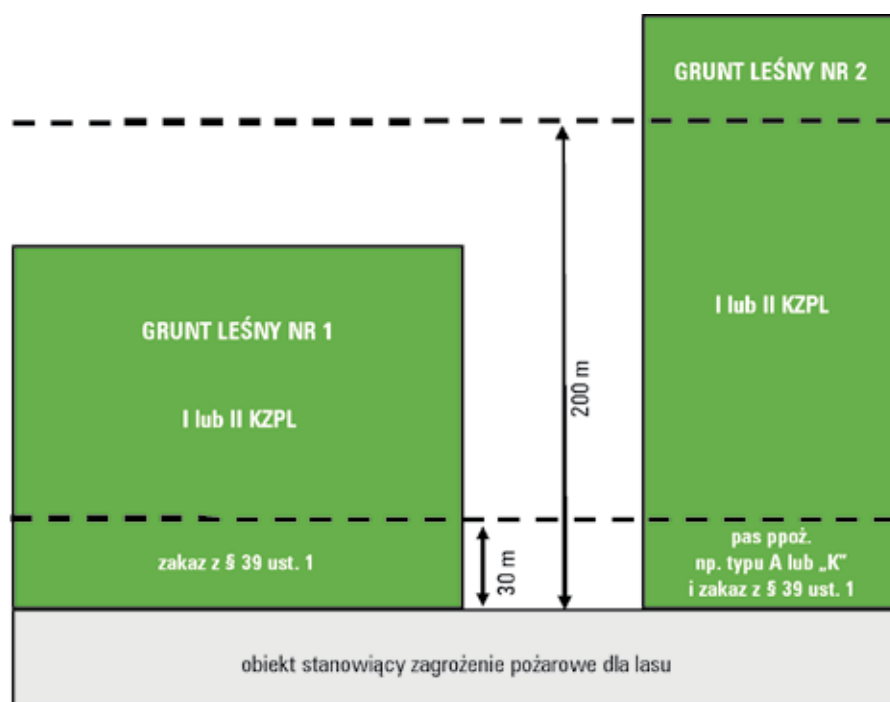 GRUNT LEŚNY NR 2
I lub II KZPL
GRUNT LEŚNY NR 1
I lub II KZPL
200 m
zakaz z § 39 ust. 1
30 m
pas ppoż.
np. typu A lub „K”
i zakaz z § 39 ust. 1
obiekt stanowiący zagrożenie pożarowe dla lasu